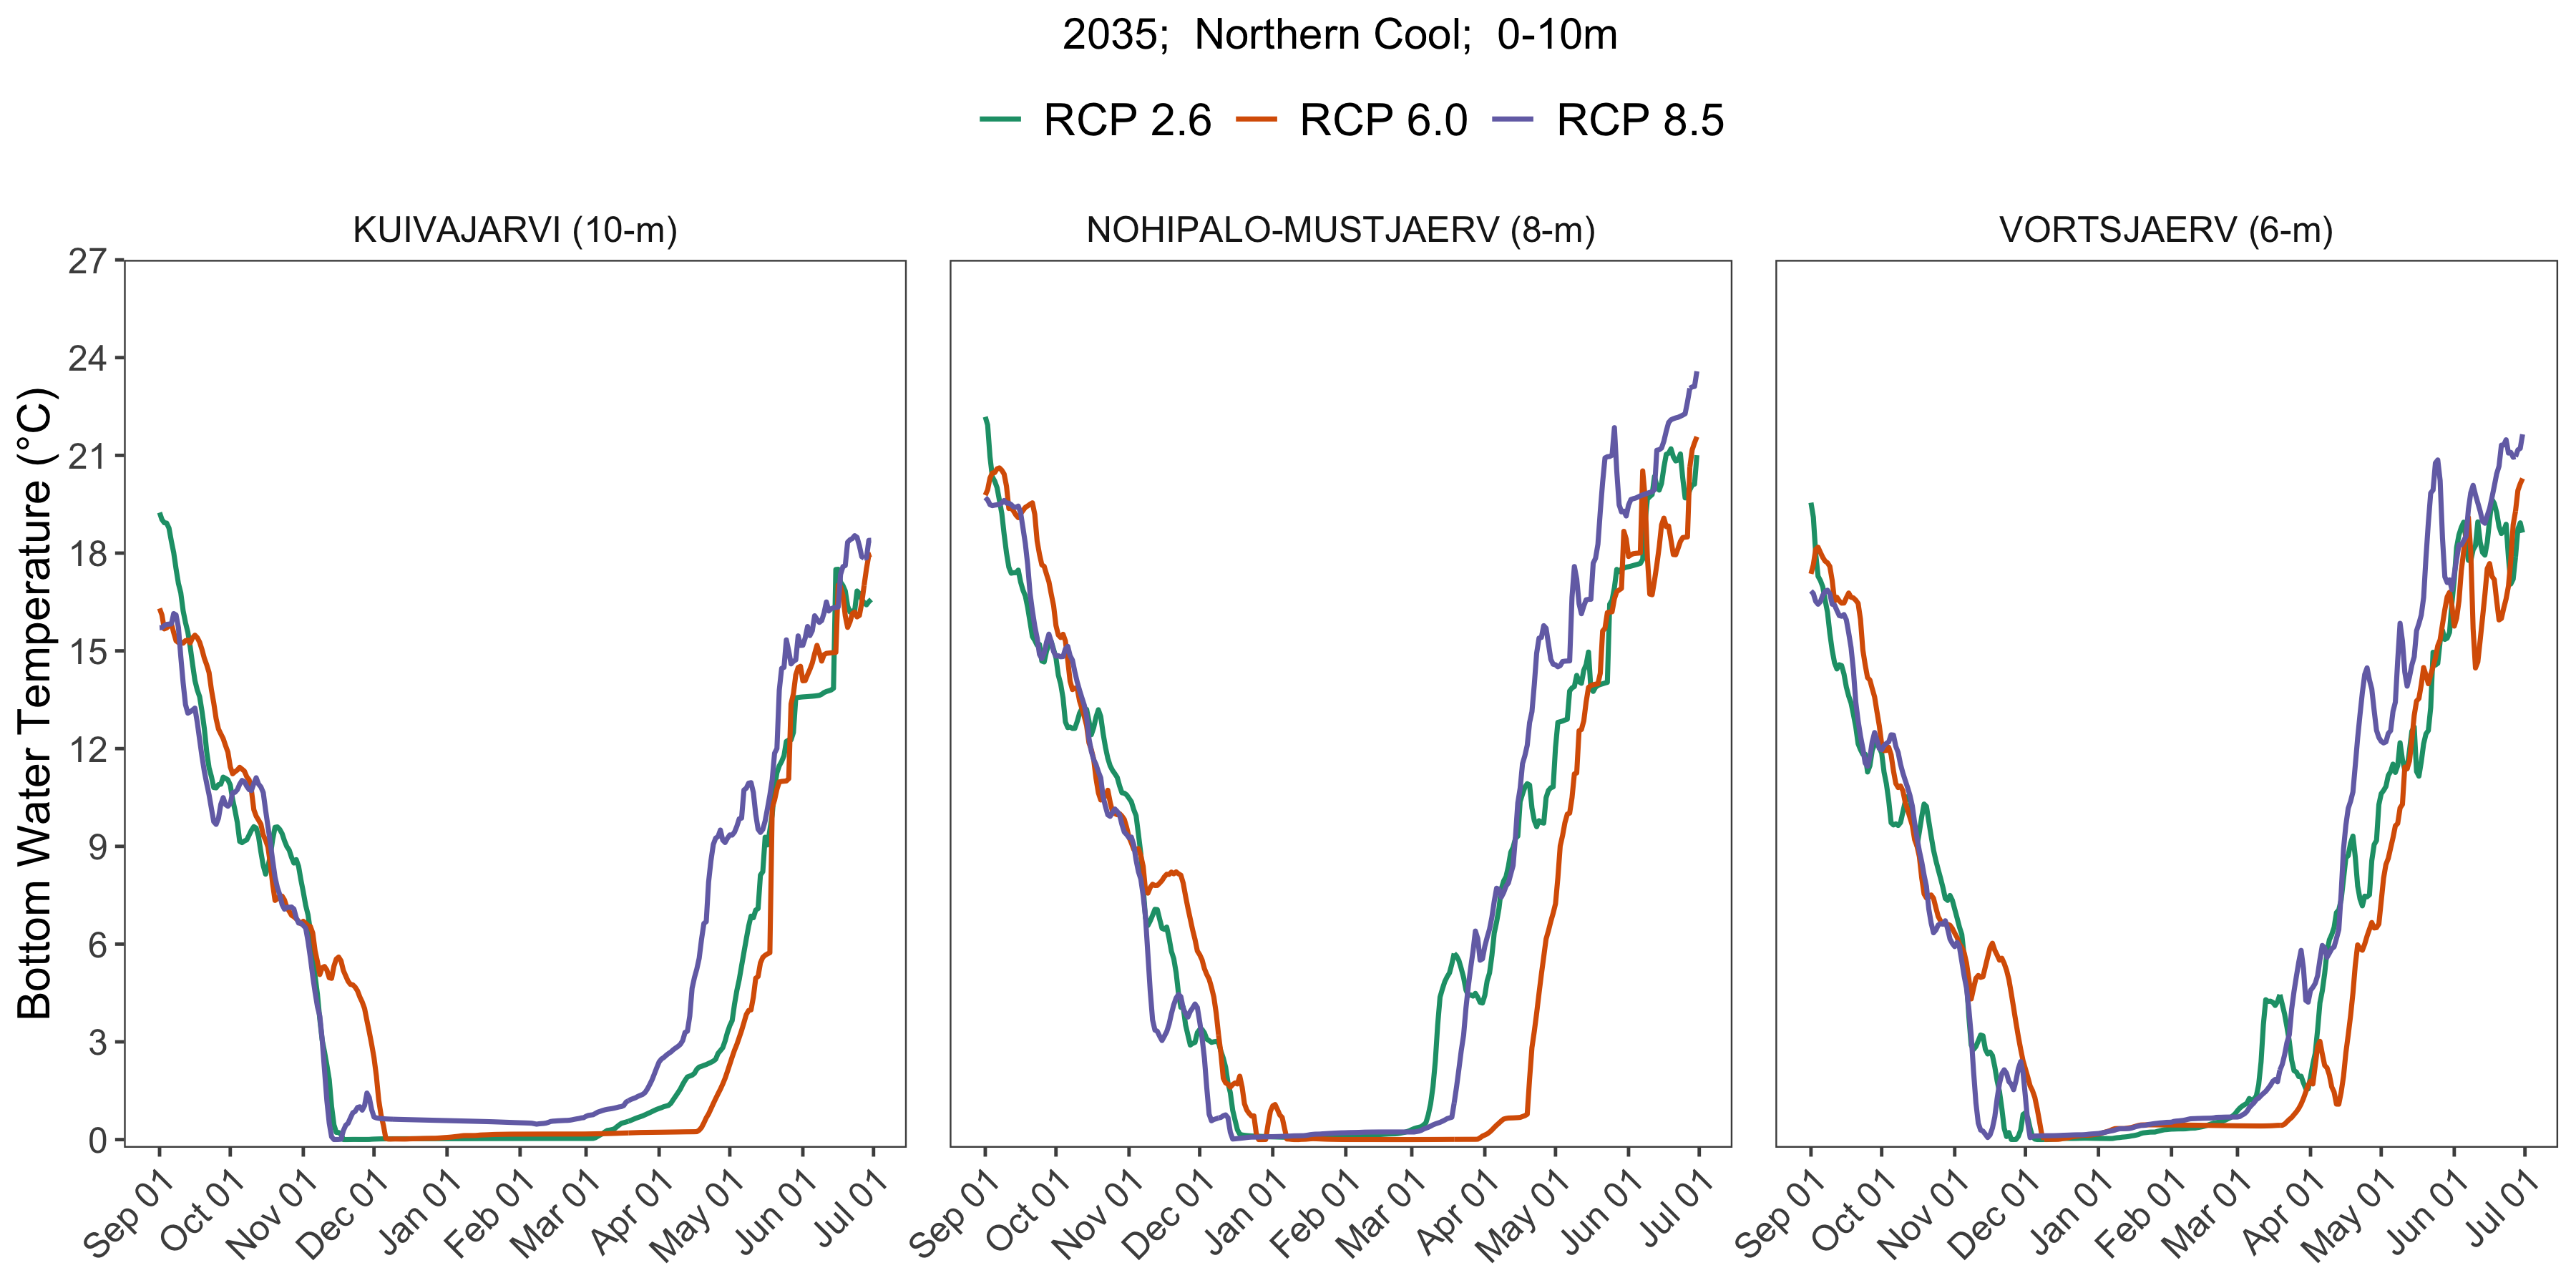 2035;  Northern Cool;  0-10m
RCP 2.6 RCP 6.0 RCP 8.5
KUIVAJARVI (10-m) NOHIPALO-MUSTJAERV (8-m) VORTSJAERV (6-m)
Bottom Water Temperature (°C)
27
24
21
18
15
12
9
6
3
0
Sep 01 Oct 01 Nov 01 Dec 01 Jan 01 Feb 01 Mar 01 Apr 01 May 01 Jun 01 Jul 01
Sep 01 Oct 01 Nov 01 Dec 01 Jan 01 Feb 01 Mar 01 Apr 01 May 01 Jun 01 Jul 01
Sep 01 Oct 01 Nov 01 Dec 01 Jan 01 Feb 01 Mar 01 Apr 01 May 01 Jun 01 Jul 01